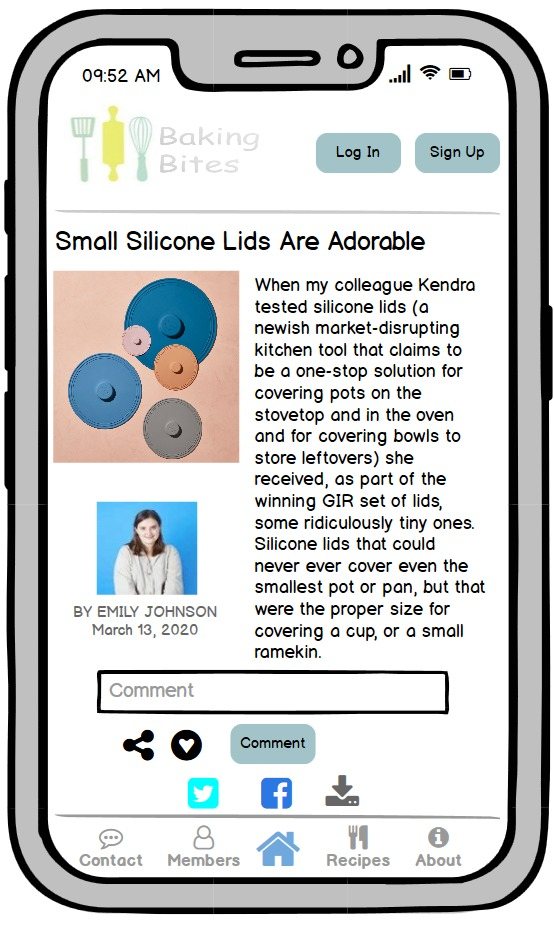 09:52 AM
Baking
Bites
Log In
Sign Up
Small Silicone Lids Are Adorable
When my colleague Kendra
tested silicone lids (a
newish market-disrupting
kitchen tool that claims to
be a one-stop solution for
covering pots on the
stovetop and in the oven
and for covering bowls to
store leftovers) she
received, as part of the
winning GIR set of lids,
some ridiculously tiny ones.
Silicone lids that could
never ever cover even the
smallest pot or pan, but that
were the proper size for
covering a cup, or a small
ramekin.
BY EMILY JOHNSON
March 13, 2020
Comment
Comment
Contact
Members
Recipes
About